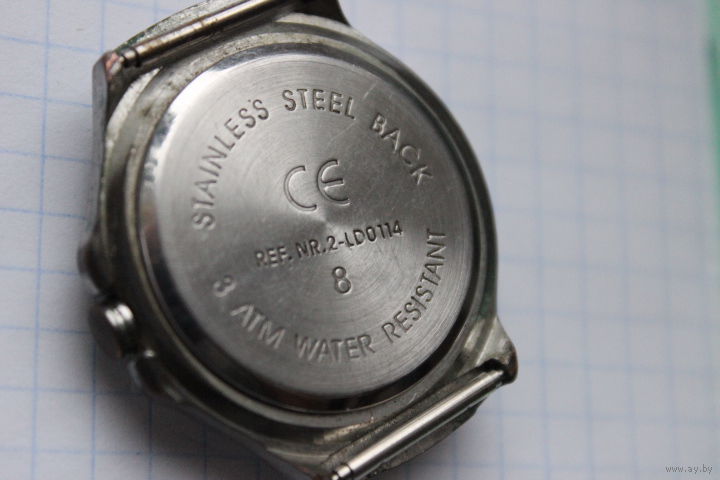 STAINLESS STEEL BACK
CE
REF. NR.2-LD0114
8
3 ATM WATER RESISTANT
www.ay.by